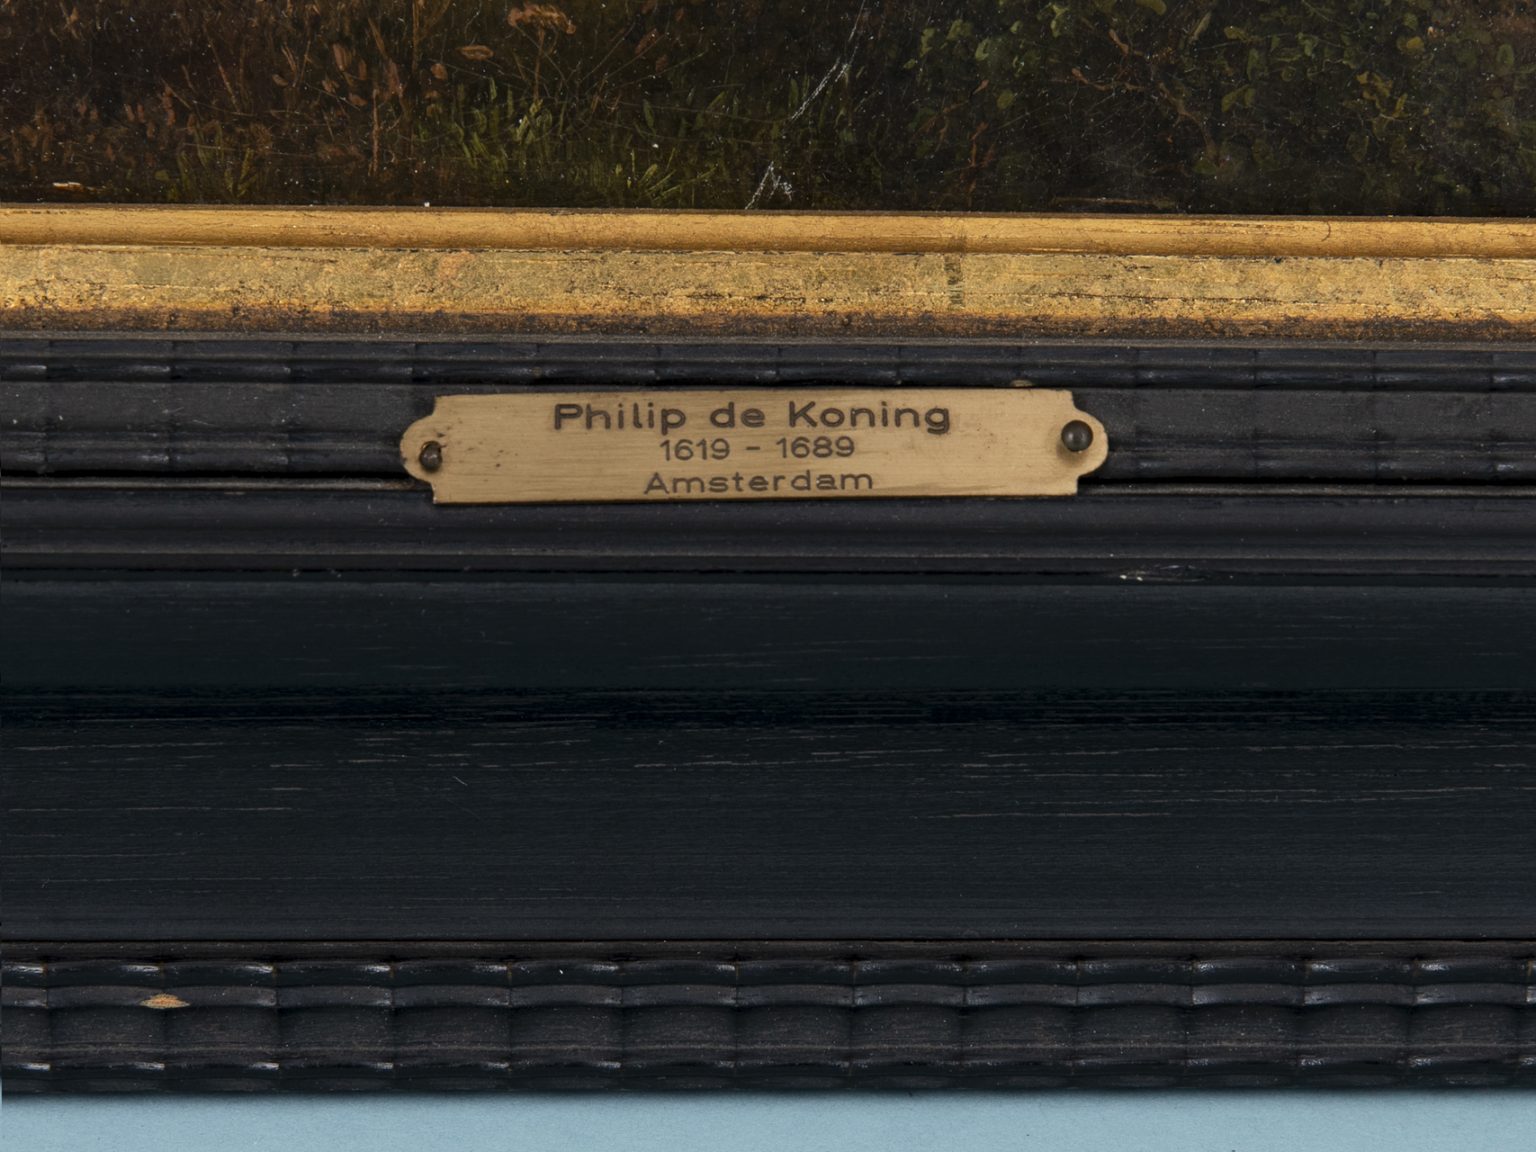 Philip de Koning
1619 - 1689
Amsterdam